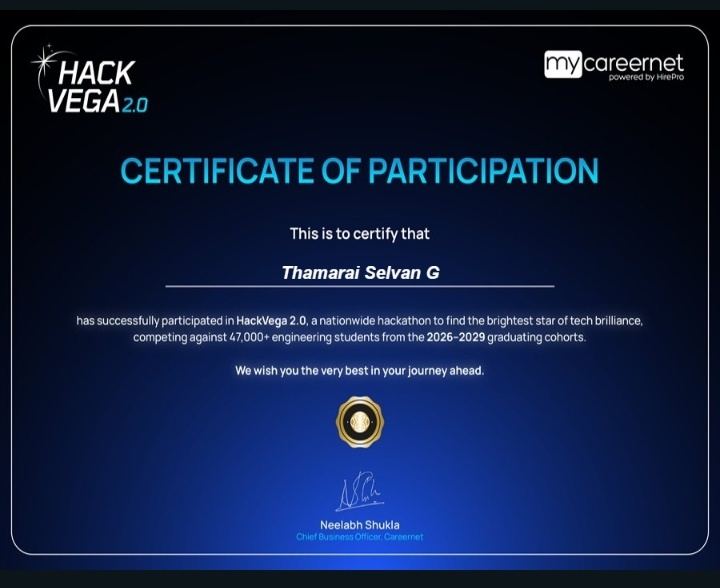 HACK
VEGA 2.0
mycareernet
powered by HirePro
CERTIFICATE OF PARTICIPATION
This is to certify that
Thamarai Selvan G
has successfully participated in HackVega 2.0, a nationwide hackathon to find the brightest star of tech brilliance,
competing against 47,000+ engineering students from the 2026–2029 graduating cohorts.
We wish you the very best in your journey ahead.
Neelabh Shukla
Chief Business Officer, Careernet